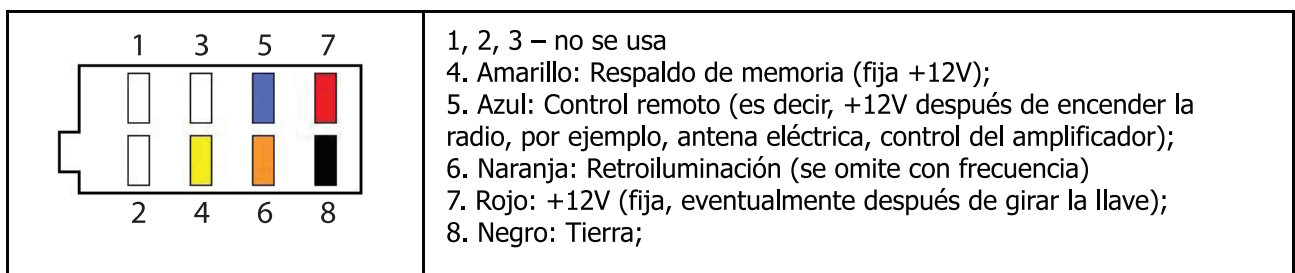 1 3 5 7
2 4 6 8
1, 2, 3 – no se usa
4. Amarillo: Respaldo de memoria (fija +12V);
5. Azul: Control remoto (es decir, +12V después de encender la
radio, por ejemplo, antena eléctrica, control del amplificador);
6. Naranja: Retroiluminación (se omite con frecuencia)
7. Rojo: +12V (fija, eventualmente después de girar la llave);
8. Negro: Tierra;